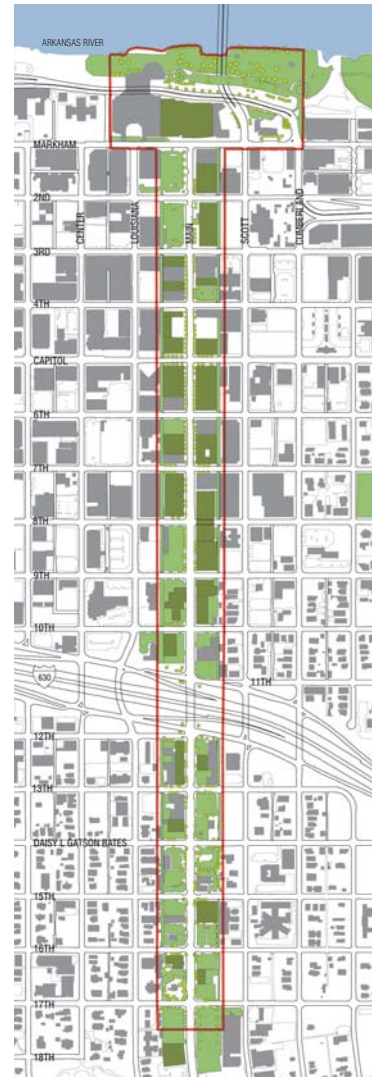 ARKANSAS RIVER
MARKHAM
2ND
CENTER
LOUISIANA
MAIN
SCOTT
CUMBERLAND
3RD
4TH
CAPITOL
6TH
7TH
8TH
9TH
10TH
630
11TH
12TH
13TH
DAISY L GATSON BATES
15TH
16TH
17TH
18TH